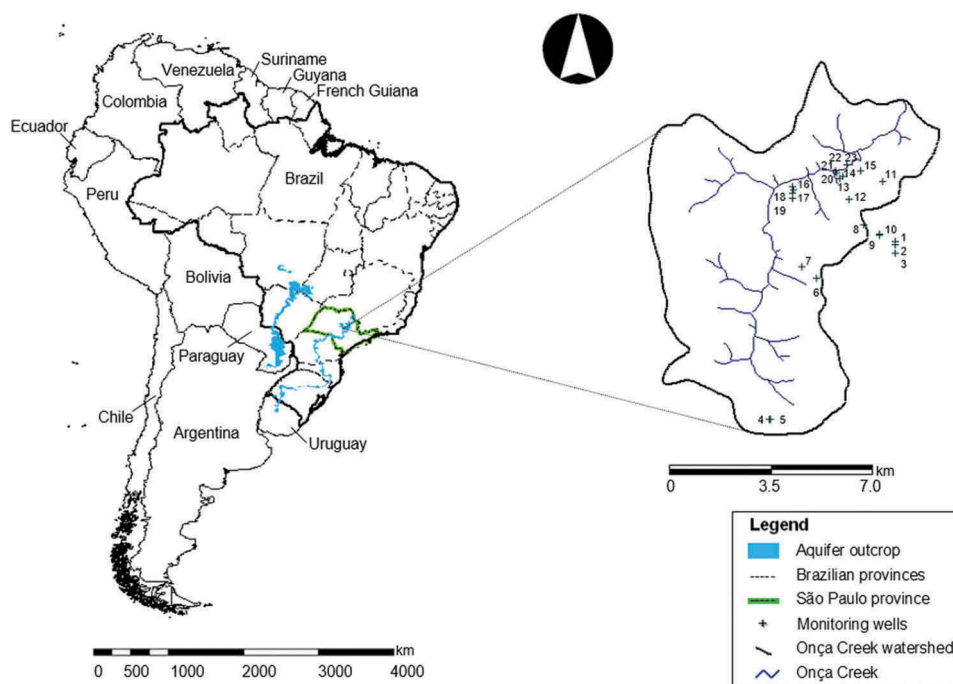 Suriname
Venezuela
Guyana
French Guiana
Colombia
Ecuador
Brazil
Peru
Bolivia
Paraguay
Chile
Argentina
Uruguay
km
0 500 1000 2000 3000 4000
22 23
21 14 15
20 13 11
16
18 17 12
19
8 10
9 1
2
7 3
6
4 5
km
0 3.5 7.0
Legend
Aquifer outcrop
Brazilian provinces
São Paulo province
Monitoring wells
Onça Creek watershed
Onça Creek